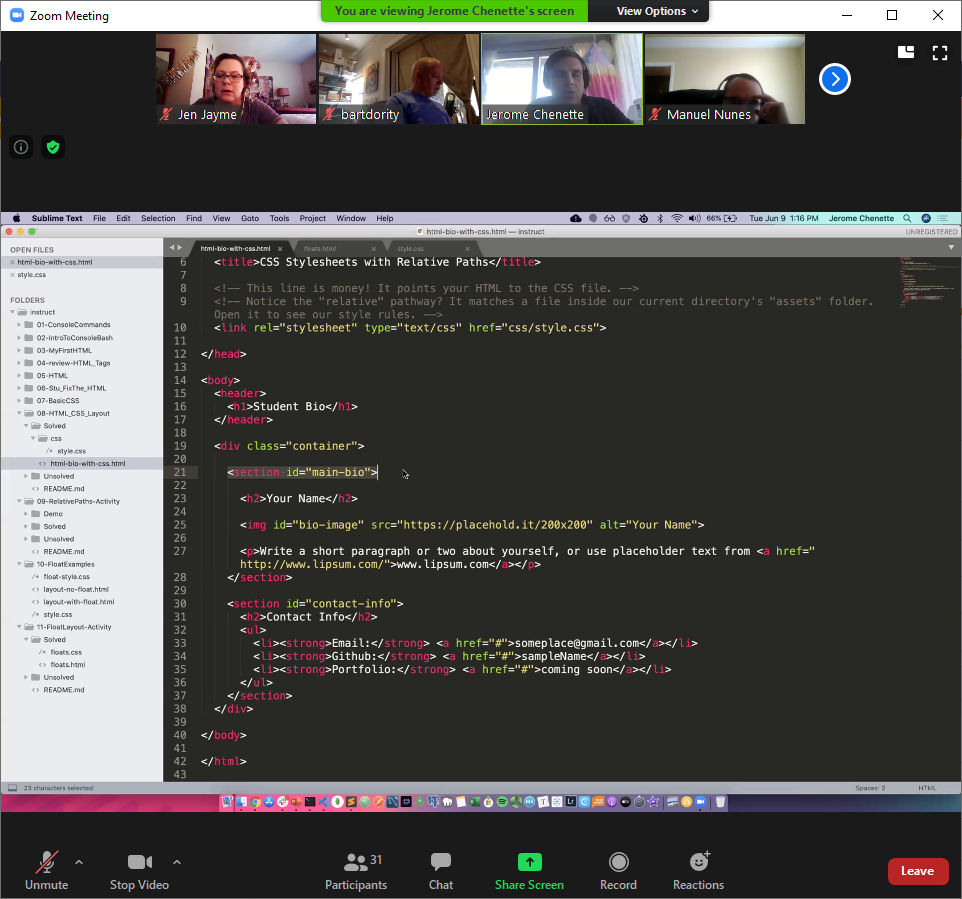 Zoom Meeting
You are viewing Jerome Chenette's screen
View Options
Jen Jayme
bartdority
Jerome Chenette
Manuel Nunes
Sublime Text File Edit Selection Find View Goto Tools Project Window Help
66% Tue Jun 9 1:16 PM Jerome Chenette
html-bio-with-css.html — instruct
UNREGISTERED
OPEN FILES
html-bio-with-css.html
style.css
FOLDERS
instruct
01-ConsoleCommands
02-IntroToConsoleBash
03-MyFirstHTML
04-review-HTML_Tags
05-HTML
06-Stu_FixThe_HTML
07-BasicCSS
08-HTML_CSS_Layout
Solved
css
/* style.css
<> html-bio-with-css.html
Unsolved
<> README.md
09-RelativePaths-Activity
Demo
Solved
Unsolved
<> README.md
10-FloatExamples
/* float-style.css
<> layout-no-float.html
<> layout-with-float.html
/* style.css
11-FloatLayout-Activity
Solved
/* floats.css
<> floats.html
Unsolved
<> README.md
html-bio-with-css.html
floats.html
style.css
6 <title>CSS Stylesheets with Relative Paths</title>
7
8 <!-- This line is money! It points your HTML to the CSS file. -->
9 <!-- Notice the "relative" pathway? It matches a file inside our current directory's "assets" folder.
Open it to see our style rules. -->
10 <link rel="stylesheet" type="text/css" href="css/style.css">
11
12 </head>
13
14 <body>
15 <header>
16 <h1>Student Bio</h1>
17 </header>
18
19 <div class="container">
20
21 <section id="main-bio">
22
23 <h2>Your Name</h2>
24
25 <img id="bio-image" src="https://placehold.it/200x200" alt="Your Name">
26
27 <p>Write a short paragraph or two about yourself, or use placeholder text from <a href="
http://www.lipsum.com/">www.lipsum.com</a></p>
28 </section>
29
30 <section id="contact-info">
31 <h2>Contact Info</h2>
32 <ul>
33 <li><strong>Email:</strong> <a href="#">someplace@gmail.com</a></li>
34 <li><strong>Github:</strong> <a href="#">sampleName</a></li>
35 <li><strong>Portfolio:</strong> <a href="#">coming soon</a></li>
36 </ul>
37 </section>
38 </div>
39
40 </body>
41
42 </html>
43
23 characters selected
Spaces: 2
HTML
Unmute
Stop Video
31
Participants
Chat
Share Screen
Record
Reactions
Leave